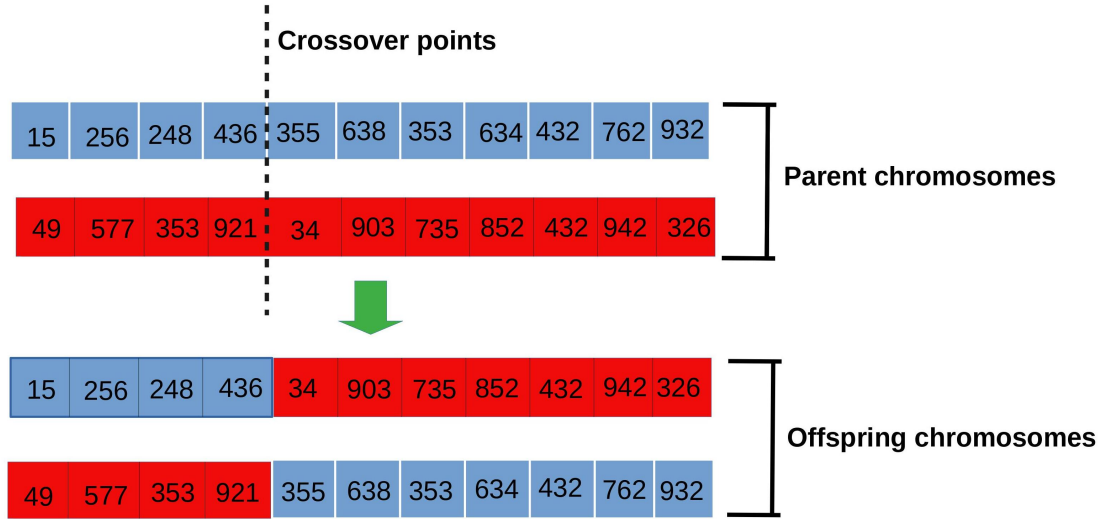 Crossover points
15 256 248 436 355 638 353 634 432 762 932
49 577 353 921 34 903 735 852 432 942 326
Parent chromosomes
15 256 248 436 34 903 735 852 432 942 326
49 577 353 921 355 638 353 634 432 762 932
Offspring chromosomes